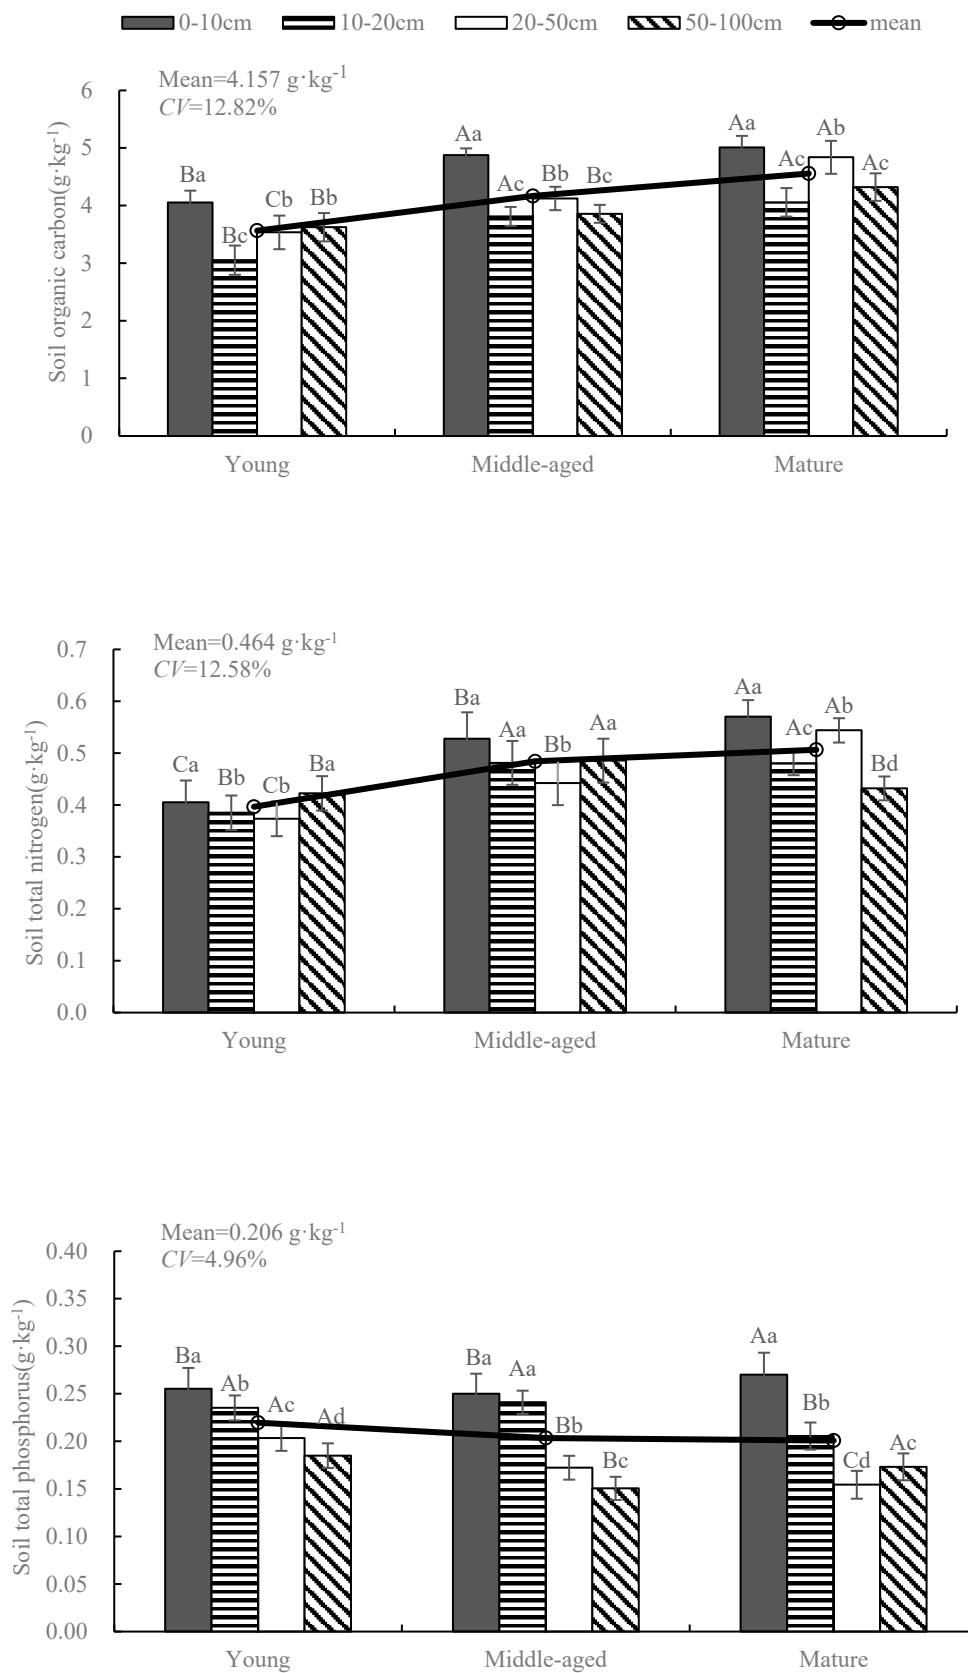 0-10cm 10-20cm 20-50cm 50-100cm mean
Mean=4.157 g·kg⁻¹
CV=12.82%
Soil organic carbon(g·kg⁻¹)
6
5
4
3
2
1
0
Ba Bc Cb Bb
Aa Ac Bb Bc
Aa Ac Ab Ac
Young Middle-aged Mature
Mean=0.464 g·kg⁻¹
CV=12.58%
Soil total nitrogen(g·kg⁻¹)
0.7
0.6
0.5
0.4
0.3
0.2
0.1
0.0
Ca Bb Cb Ba
Ba Aa Bb Aa
Aa Ac Ab Bd
Young Middle-aged Mature
Mean=0.206 g·kg⁻¹
CV=4.96%
Soil total phosphorus(g·kg⁻¹)
0.40
0.35
0.30
0.25
0.20
0.15
0.10
0.05
0.00
Ba Ab Ac Ad
Ba Aa Bb Bc
Aa Bb Cd Ac
Young Middle-aged Mature